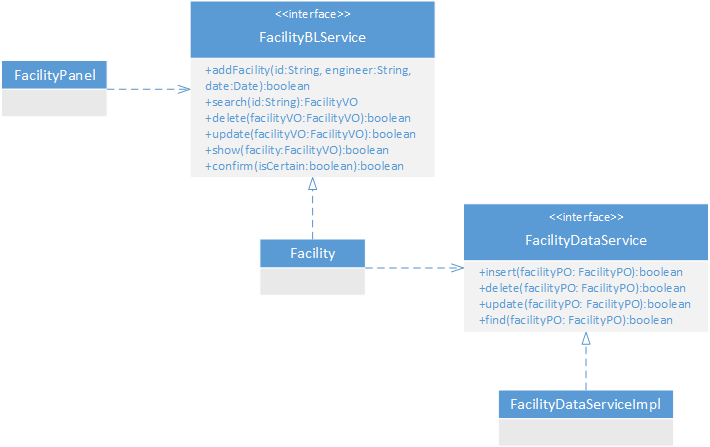 <<interface>>
FacilityBLService
FacilityPanel
+addFacility(id:String, engineer:String,
date:Date):boolean
+search(id:String):FacilityVO
+delete(facilityVO:FacilityVO):boolean
+update(facilityVO:FacilityVO):boolean
+show(facility:FacilityVO):boolean
+confirm(isCertain:boolean):boolean
<<interface>>
FacilityDataService
Facility
+insert(facilityPO: FacilityPO):boolean
+delete(facilityPO: FacilityPO):boolean
+update(facilityPO: FacilityPO):boolean
+find(facilityPO: FacilityPO):boolean
FacilityDataServiceImpl